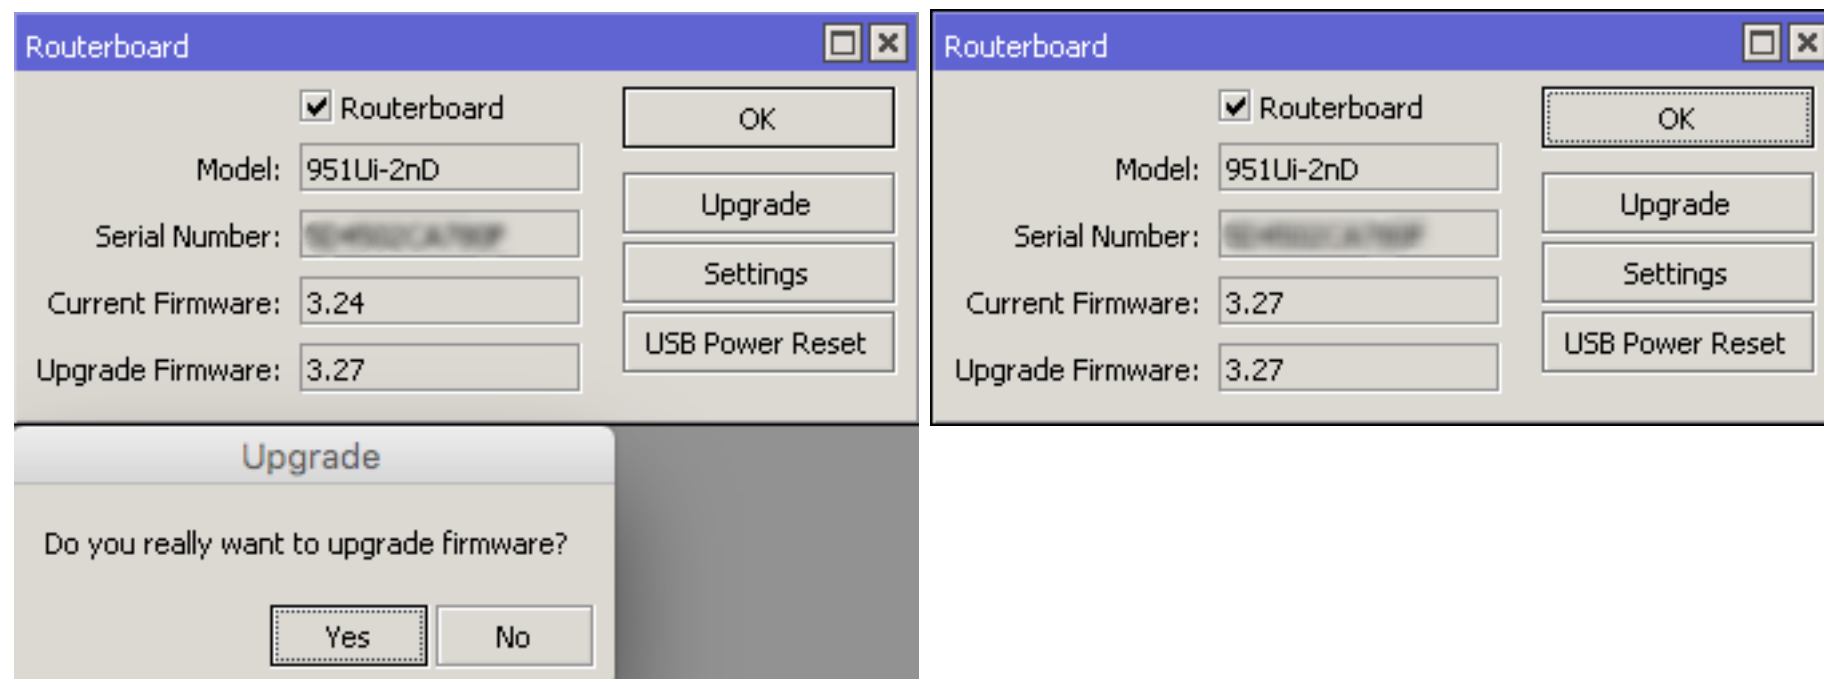 Routerboard
Routerboard
OK
Model: 951Ui-2nD
Upgrade
Serial Number:
Settings
Current Firmware: 3.24
USB Power Reset
Upgrade Firmware: 3.27
Upgrade
Do you really want to upgrade firmware?
Yes No
Routerboard
Routerboard
OK
Model: 951Ui-2nD
Upgrade
Serial Number:
Settings
Current Firmware: 3.27
USB Power Reset
Upgrade Firmware: 3.27